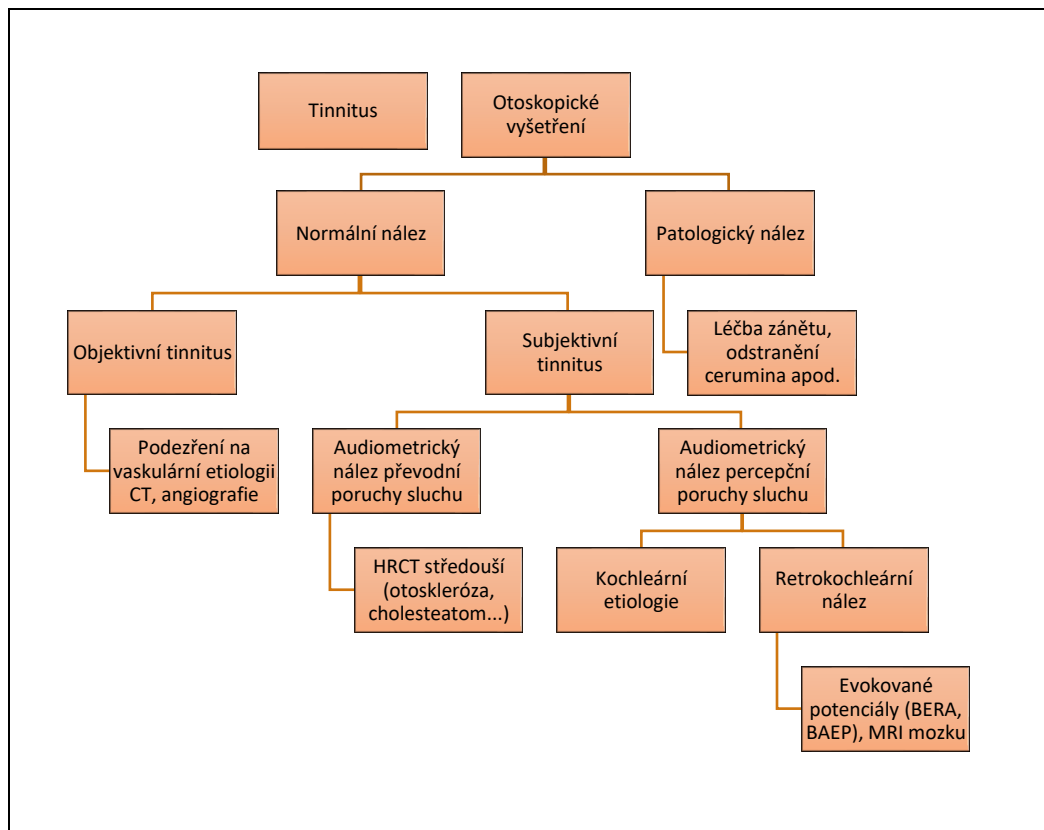 Tinnitus
Otoskopické
vyšetření
Normální nález
Patologický nález
Objektivní tinnitus
Subjektivní
tinnitus
Léčba zánětu,
odstranění
cerumina apod.
Podezření na
vaskulární etiologii
CT, angiografie
Audiometrický
nález převodní
poruchy sluchu
Audiometrický
nález percepční
poruchy sluchu
HRCT středouší
(otoskleróza,
cholesteatom...)
Kochleární
etiologie
Retrokochleární
nález
Evokované
potenciály (BERA,
BAEP), MRI mozku